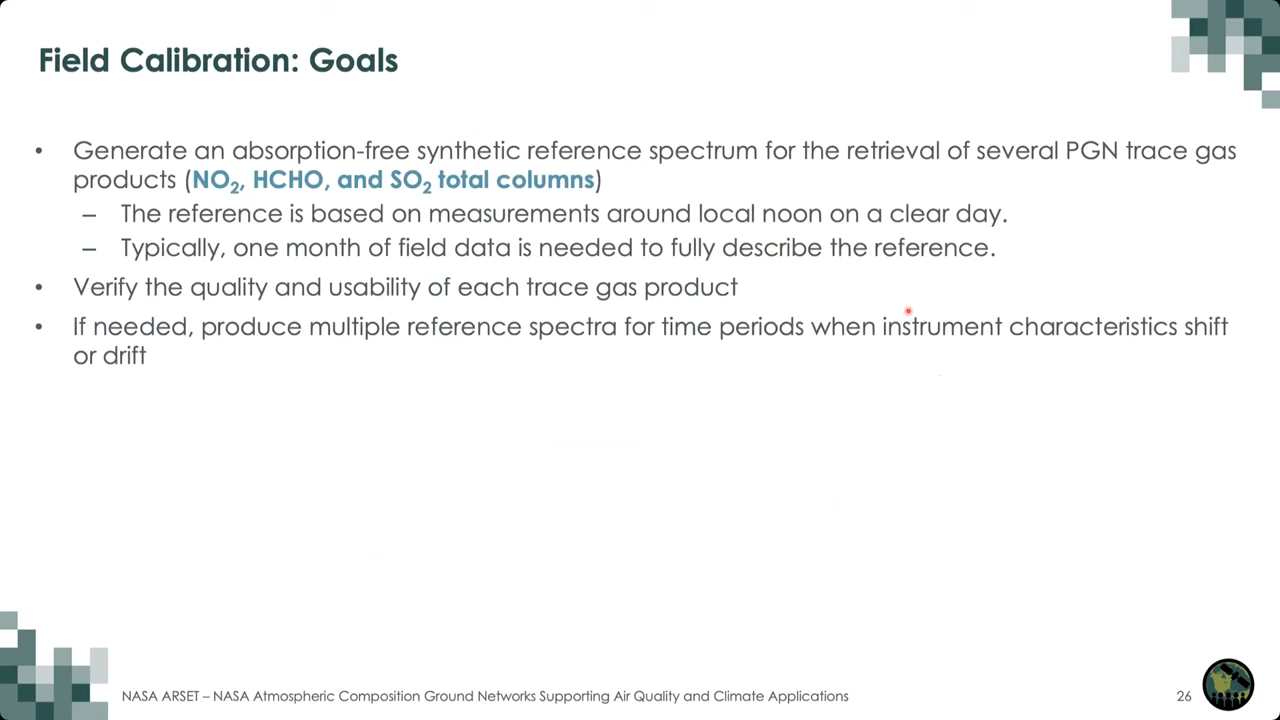 Field Calibration: Goals
• Generate an absorption-free synthetic reference spectrum for the retrieval of several PGN trace gas
products (NO₂, HCHO, and SO₂ total columns)
– The reference is based on measurements around local noon on a clear day.
– Typically, one month of field data is needed to fully describe the reference.
• Verify the quality and usability of each trace gas product
• If needed, produce multiple reference spectra for time periods when instrument characteristics shift
or drift
NASA ARSET – NASA Atmospheric Composition Ground Networks Supporting Air Quality and Climate Applications
26